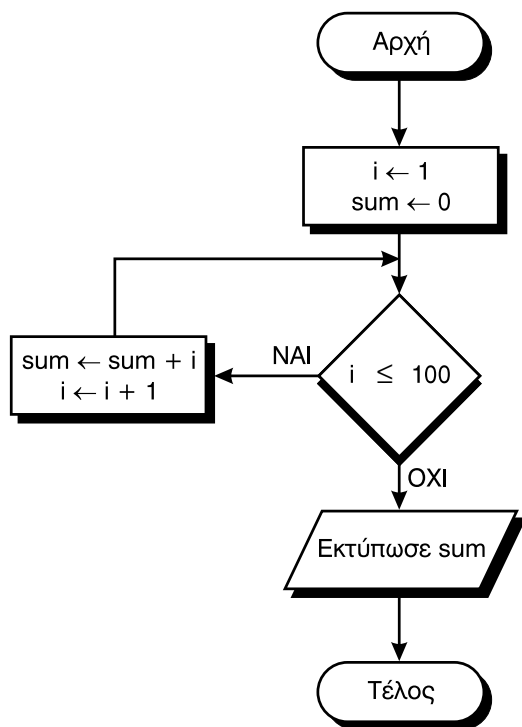 Αρχή
i ← 1
sum ← 0
ΝΑΙ
sum ← sum + i
i ← i + 1
i ≤ 100
ΟΧΙ
Εκτύπωσε sum
Τέλος